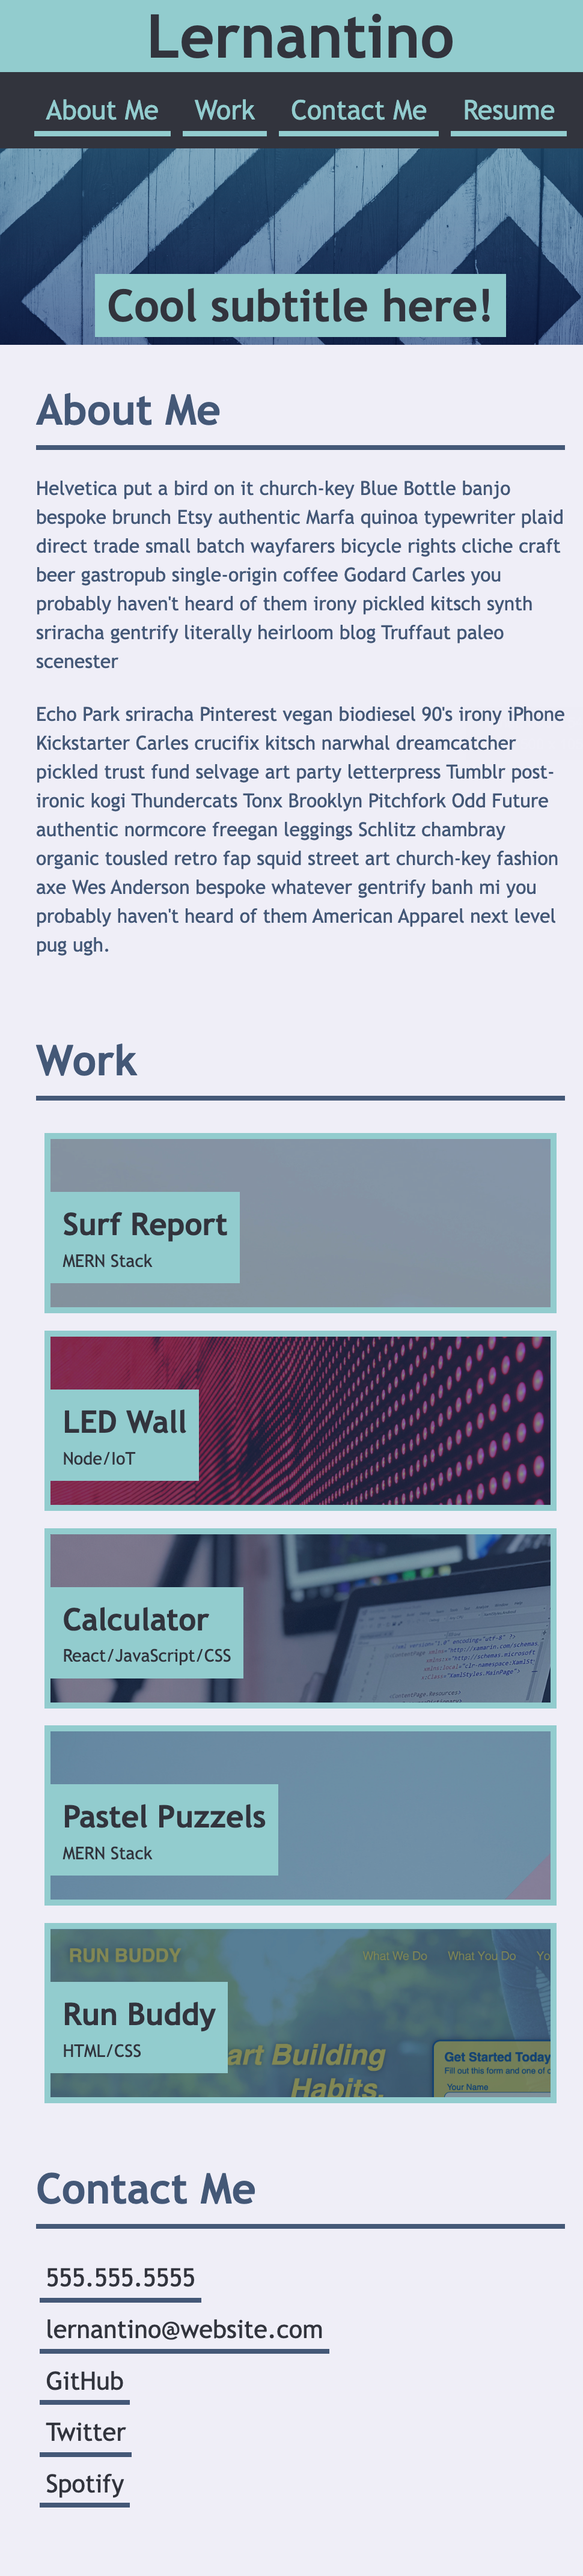 Lernantino
About Me Work Contact Me Resume
Cool subtitle here!
About Me
Helvetica put a bird on it church-key Blue Bottle banjo
bespoke brunch Etsy authentic Marfa quinoa typewriter plaid
direct trade small batch wayfarers bicycle rights cliche craft
beer gastropub single-origin coffee Godard Carles you
probably haven't heard of them irony pickled kitsch synth
sriracha gentrify literally heirloom blog Truffaut paleo
scenester
Echo Park sriracha Pinterest vegan biodiesel 90's irony iPhone
Kickstarter Carles crucifix kitsch narwhal dreamcatcher
pickled trust fund selvage art party letterpress Tumblr post-
ironic kogi Thundercats Tonx Brooklyn Pitchfork Odd Future
authentic normcore freegan leggings Schlitz chambray
organic tousled retro fap squid street art church-key fashion
axe Wes Anderson bespoke whatever gentrify banh mi you
probably haven't heard of them American Apparel next level
pug ugh.
Work
Surf Report
MERN Stack
LED Wall
Node/IoT
Calculator
React/JavaScript/CSS
<?xml version="1.0" encoding="utf-8"
Pastel Puzzels
MERN Stack
RUN BUDDY What We Do What You Do Yo
Run Buddy
HTML/CSS
art Building
Habits.
Get Started Today
Fill out this form and one of
Your Name
Contact Me
555.555.5555
lernantino@website.com
GitHub
Twitter
Spotify